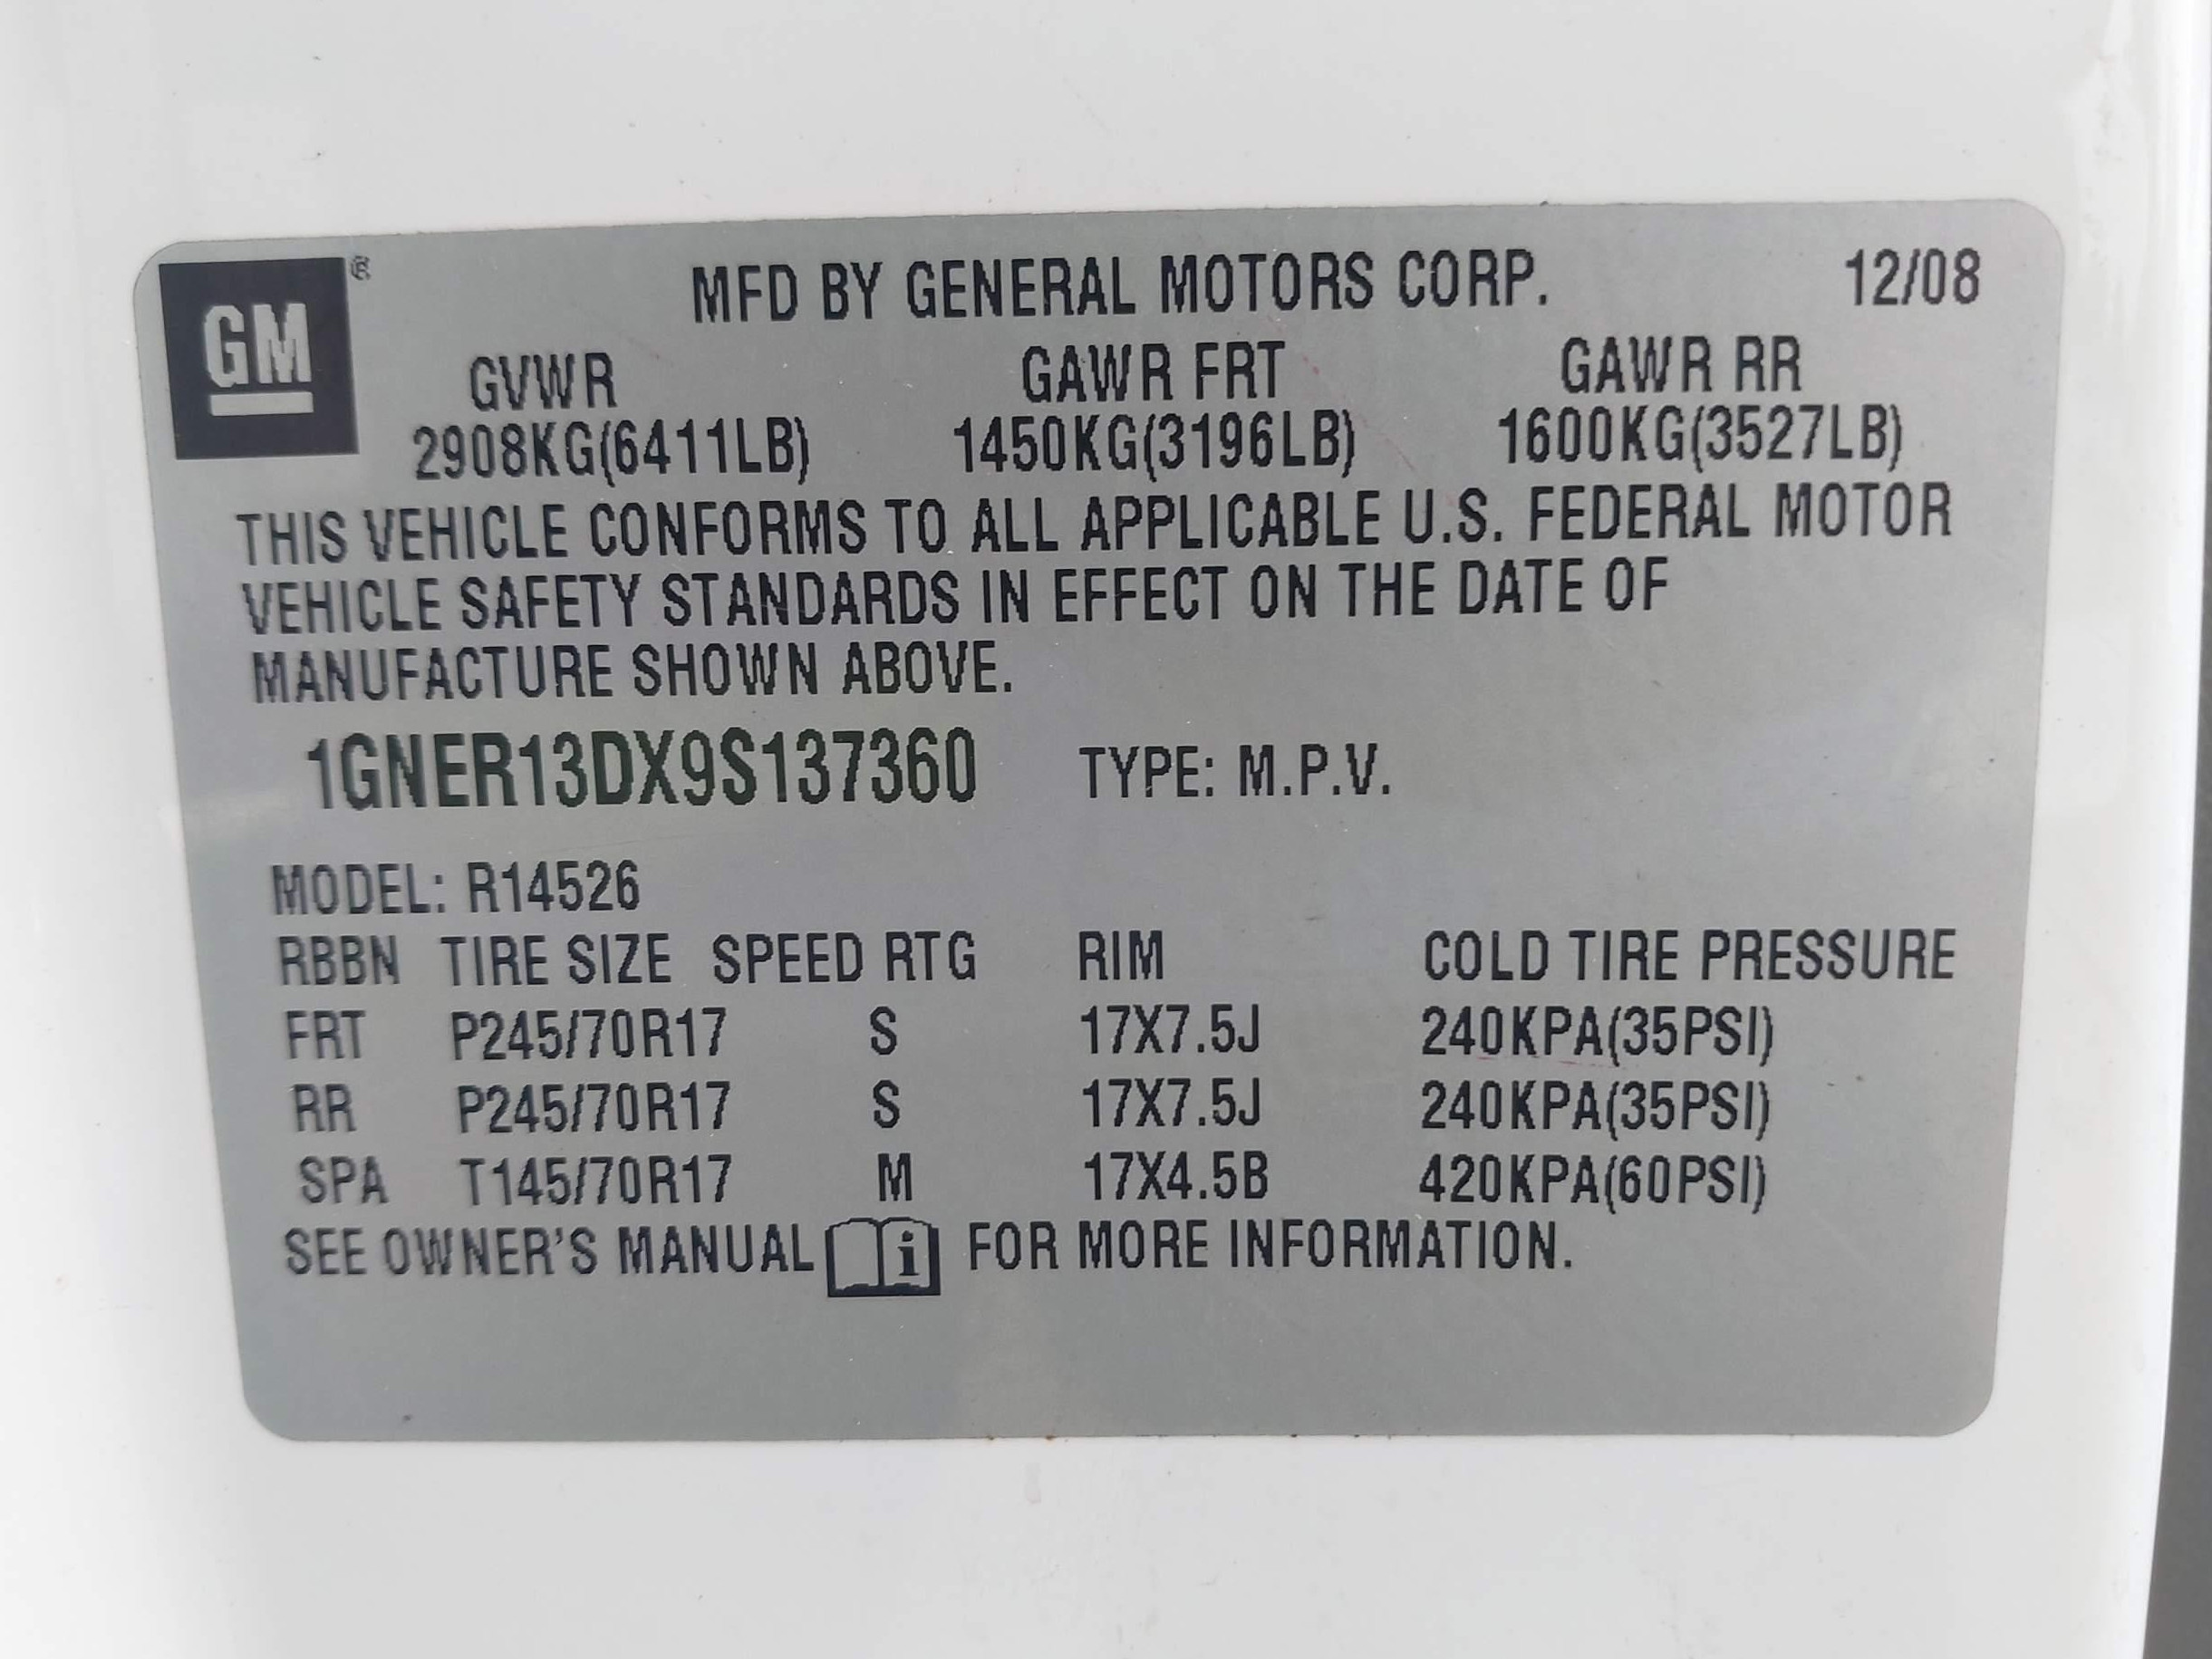 GM ®
MFD BY GENERAL MOTORS CORP. 12/08
GVWR GAWR FRT GAWR RR
2908KG(6411LB) 1450KG(3196LB) 1600KG(3527LB)
THIS VEHICLE CONFORMS TO ALL APPLICABLE U.S. FEDERAL MOTOR
VEHICLE SAFETY STANDARDS IN EFFECT ON THE DATE OF
MANUFACTURE SHOWN ABOVE.
1GNER13DX9S137360 TYPE: M.P.V.
MODEL: R14526
RBBN TIRE SIZE SPEED RTG RIM COLD TIRE PRESSURE
FRT P245/70R17 S 17X7.5J 240KPA(35PSI)
RR P245/70R17 S 17X7.5J 240KPA(35PSI)
SPA T145/70R17 M 17X4.5B 420KPA(60PSI)
SEE OWNER'S MANUAL i FOR MORE INFORMATION.